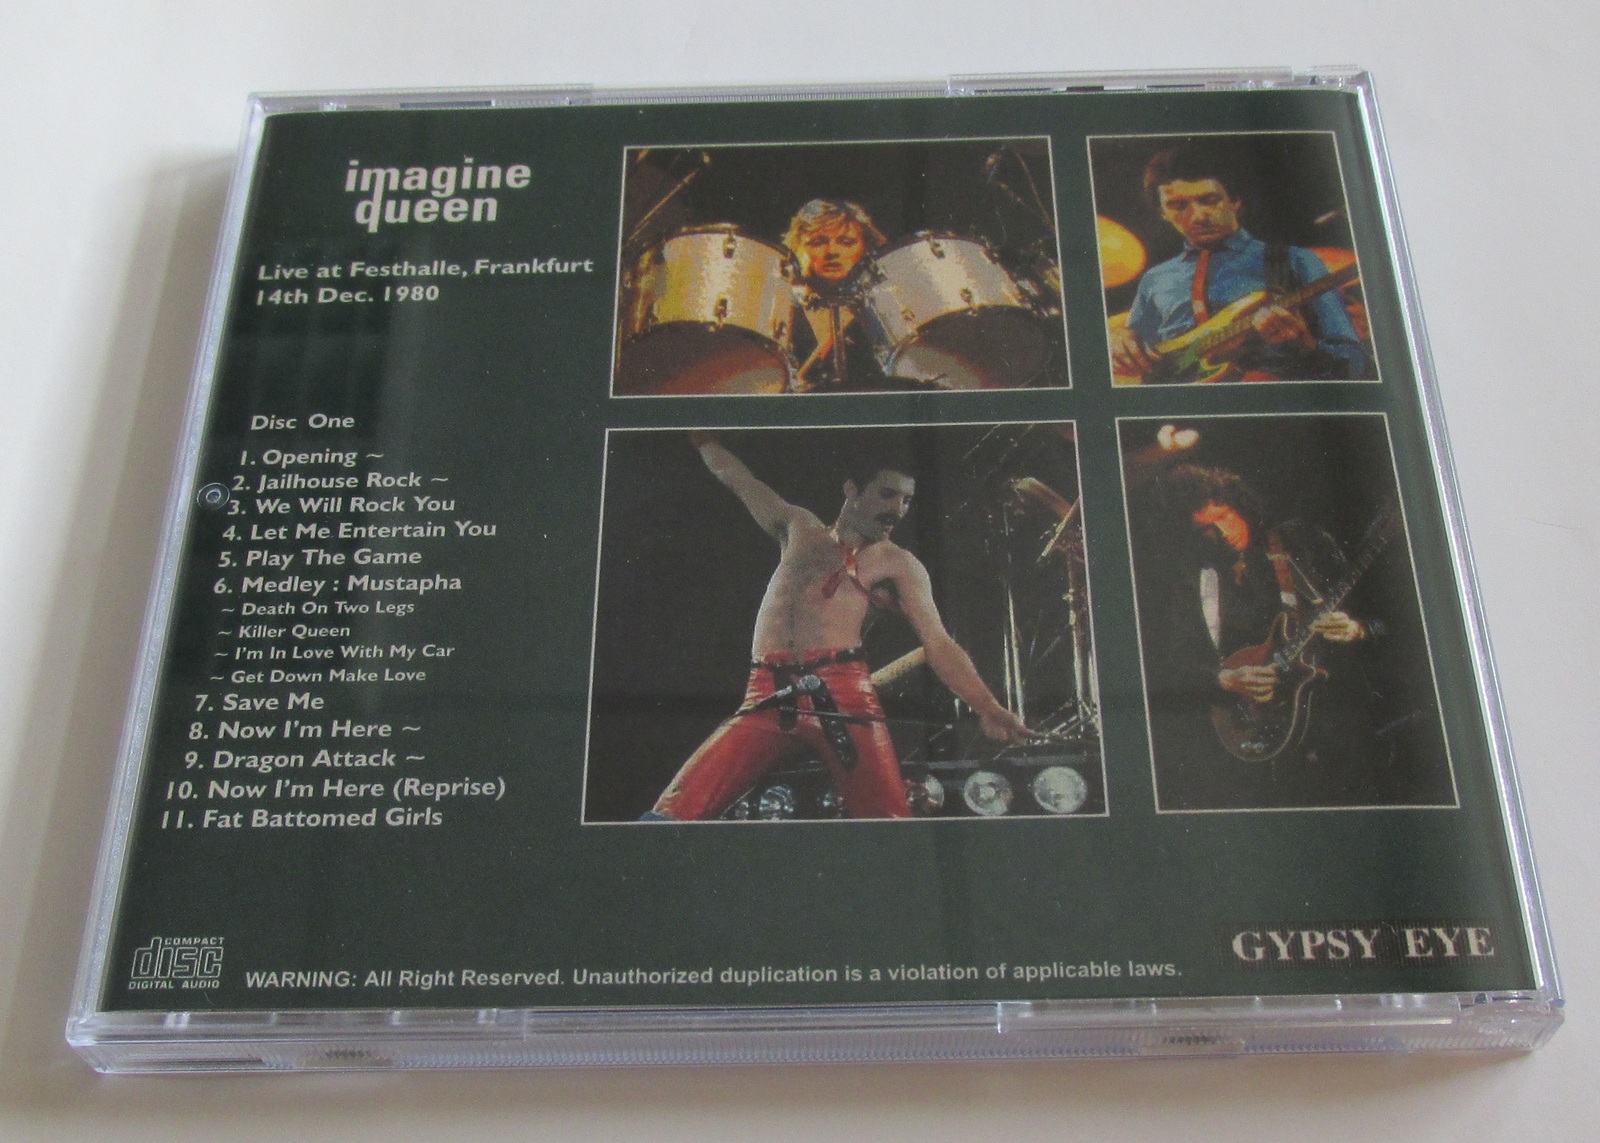 imagine
queen
Live at Festhalle, Frankfurt
14th Dec. 1980
Disc One
1. Opening ~
2. Jailhouse Rock ~
3. We Will Rock You
4. Let Me Entertain You
5. Play The Game
6. Medley : Mustapha
~ Death On Two Legs
~ Killer Queen
~ I'm In Love With My Car
~ Get Down Make Love
7. Save Me
8. Now I'm Here ~
9. Dragon Attack ~
10. Now I'm Here (Reprise)
11. Fat Battomed Girls
COMPACT
disc
DIGITAL AUDIO
WARNING: All Right Reserved. Unauthorized duplication is a violation of applicable laws.
GYPSY EYE